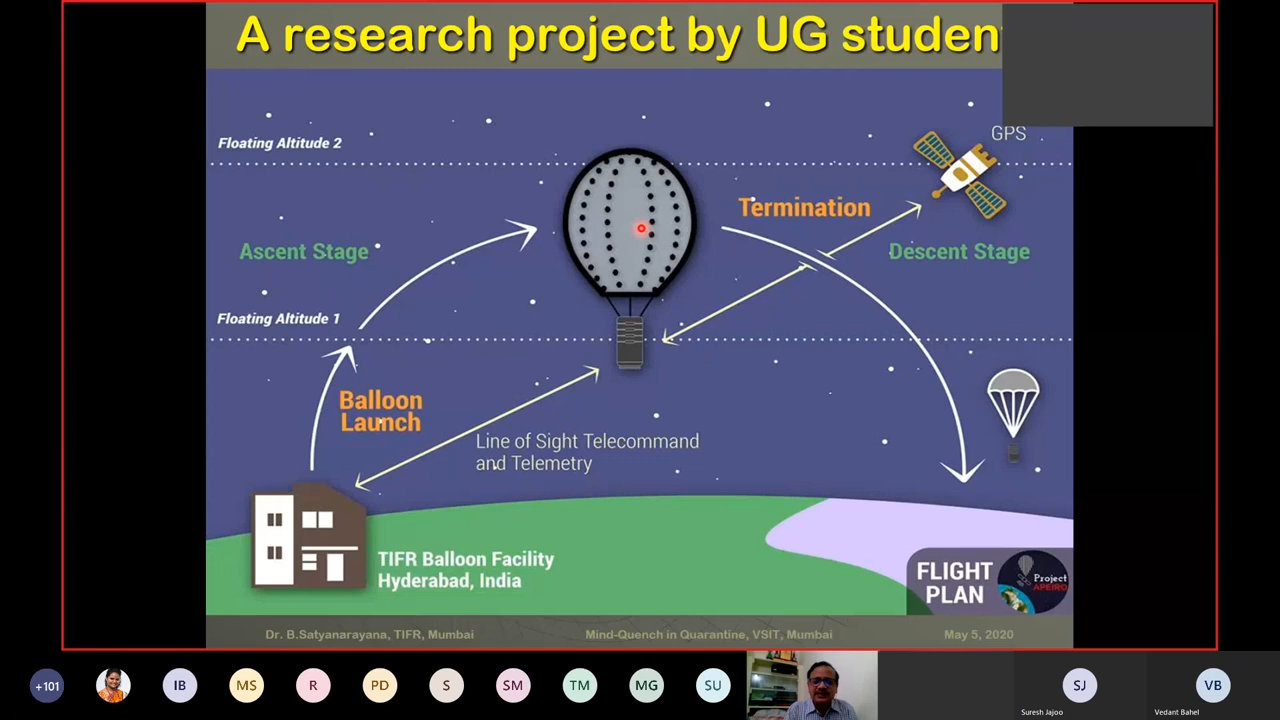 A research project by UG studen
GPS
Floating Altitude 2
Termination
Ascent Stage
Descent Stage
Floating Altitude 1
Balloon
Launch
Line of Sight Telecommand
and Telemetry
TIFR Balloon Facility
Hyderabad, India
FLIGHT
PLAN
Project
APEIRO
Dr. B.Satyanarayana, TIFR, Mumbai
Mind-Quench in Quarantine, VSIT, Mumbai
May 5, 2020
+101
IB
MS
R
PD
S
SM
TM
MG
SU
SJ
Suresh Jajoo
VB
Vedant Bahel